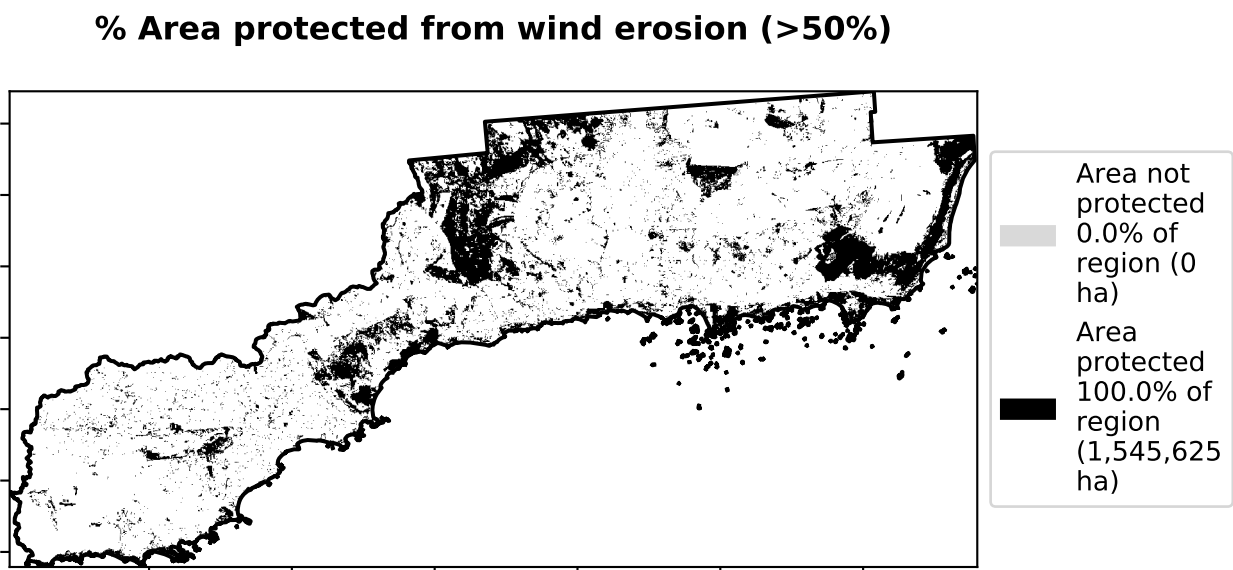 % Area protected from wind erosion (>50%)
Area not
protected
0.0% of
region (0
ha)
Area
protected
100.0% of
region
(1,545,625
ha)